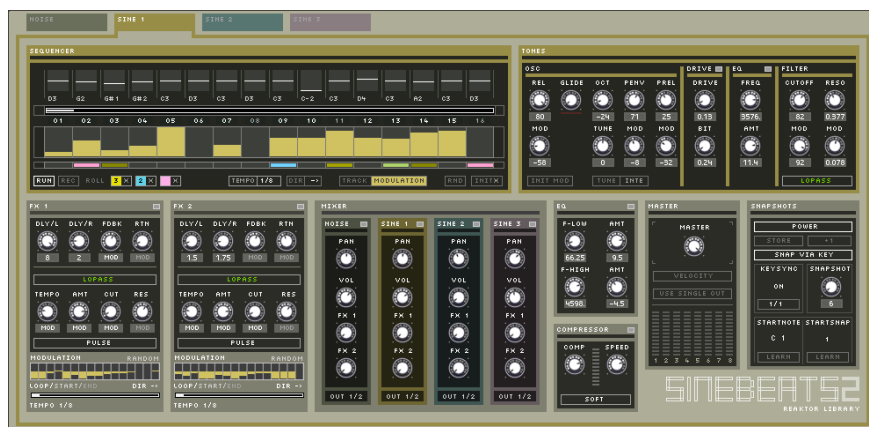 NOISE SINE 1 SINE 2 SINE 3
SEQUENCER
D3 G2 G#1 G#2 C3 D3 C3 D3 C3 C-2 D4 C3 A2 C3 D3
01 02 03 04 05 06 07 08 09 10 11 12 13 14 15 16
RUN REC ROLL 3 X 2 X X TEMPO 1/8 DIR -> TRACK MODULATION RND INIT X
TONES
OSC DRIVE EQ FILTER
REL GLIDE OCT PENV PREL DRIVE FREQ CUTOFF RESO
80 -24 71 25 0.13 3576. 82 0.377
MOD TUNE MOD MOD BIT AMT MOD MOD
-58 0 -8 -32 0.24 11.4 92 0.078
INIT MOD TUNE INTE LOPASS
FX 1
DLY/L DLY/R FDBK RTN
8 2 MOD MOD
LOPASS
TEMPO AMT CUT RES
MOD MOD MOD MOD
PULSE
MODULATION RANDOM
LOOP/START/END DIR ->
TEMPO 1/8
FX 2
DLY/L DLY/R FDBK RTN
1.5 1.75 MOD MOD
LOPASS
TEMPO AMT CUT RES
MOD MOD MOD MOD
PULSE
MODULATION RANDOM
LOOP/START/END DIR ->
TEMPO 1/8
MIXER
NOISE SINE 1 SINE 2 SINE 3
PAN PAN PAN PAN
VOL VOL VOL VOL
FX 1 FX 1 FX 1 FX 1
FX 2 FX 2 FX 2 FX 2
OUT 1/2 OUT 1/2 OUT 1/2 OUT 1/2
EQ
F-LOW AMT
66.25 9.5
F-HIGH AMT
4598. -4.5
COMPRESSOR
COMP SPEED
SOFT
MASTER
MASTER
VELOCITY
USE SINGLE OUT
1 2 3 4 5 6 7 8
SNAPSHOTS
POWER
STORE +1
SNAP VIA KEY
KEYSYNC SNAPSHOT
ON
1/1 6
STARTNOTE STARTSNAP
C 1 1
LEARN LEARN
SINEBEATS2
REAKTOR LIBRARY